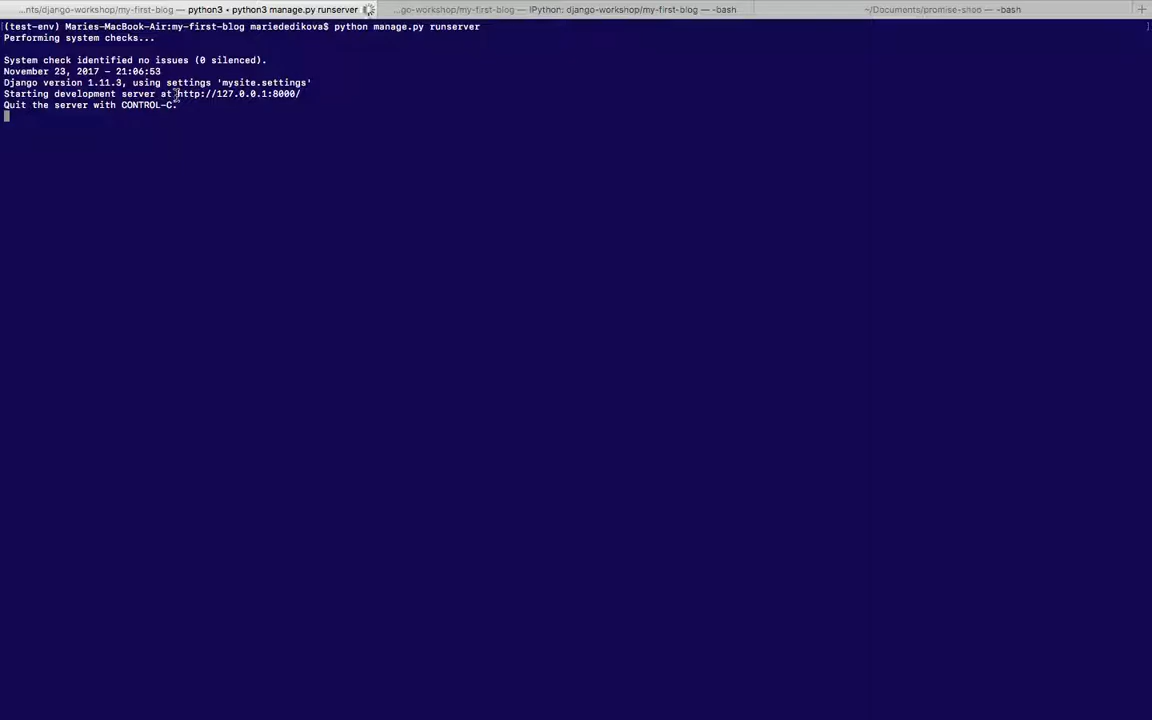 ...nts/django-workshop/my-first-blog — python3 • python3 manage.py runserver
...go-workshop/my-first-blog — IPython: django-workshop/my-first-blog — -bash
~/Documents/promise-shop — -bash
[(test-env) Maries-MacBook-Air:my-first-blog mariededikova$ python manage.py runserver ]
Performing system checks...
System check identified no issues (0 silenced).
November 23, 2017 - 21:06:53
Django version 1.11.3, using settings 'mysite.settings'
Starting development server at http://127.0.0.1:8000/
Quit the server with CONTROL-C.